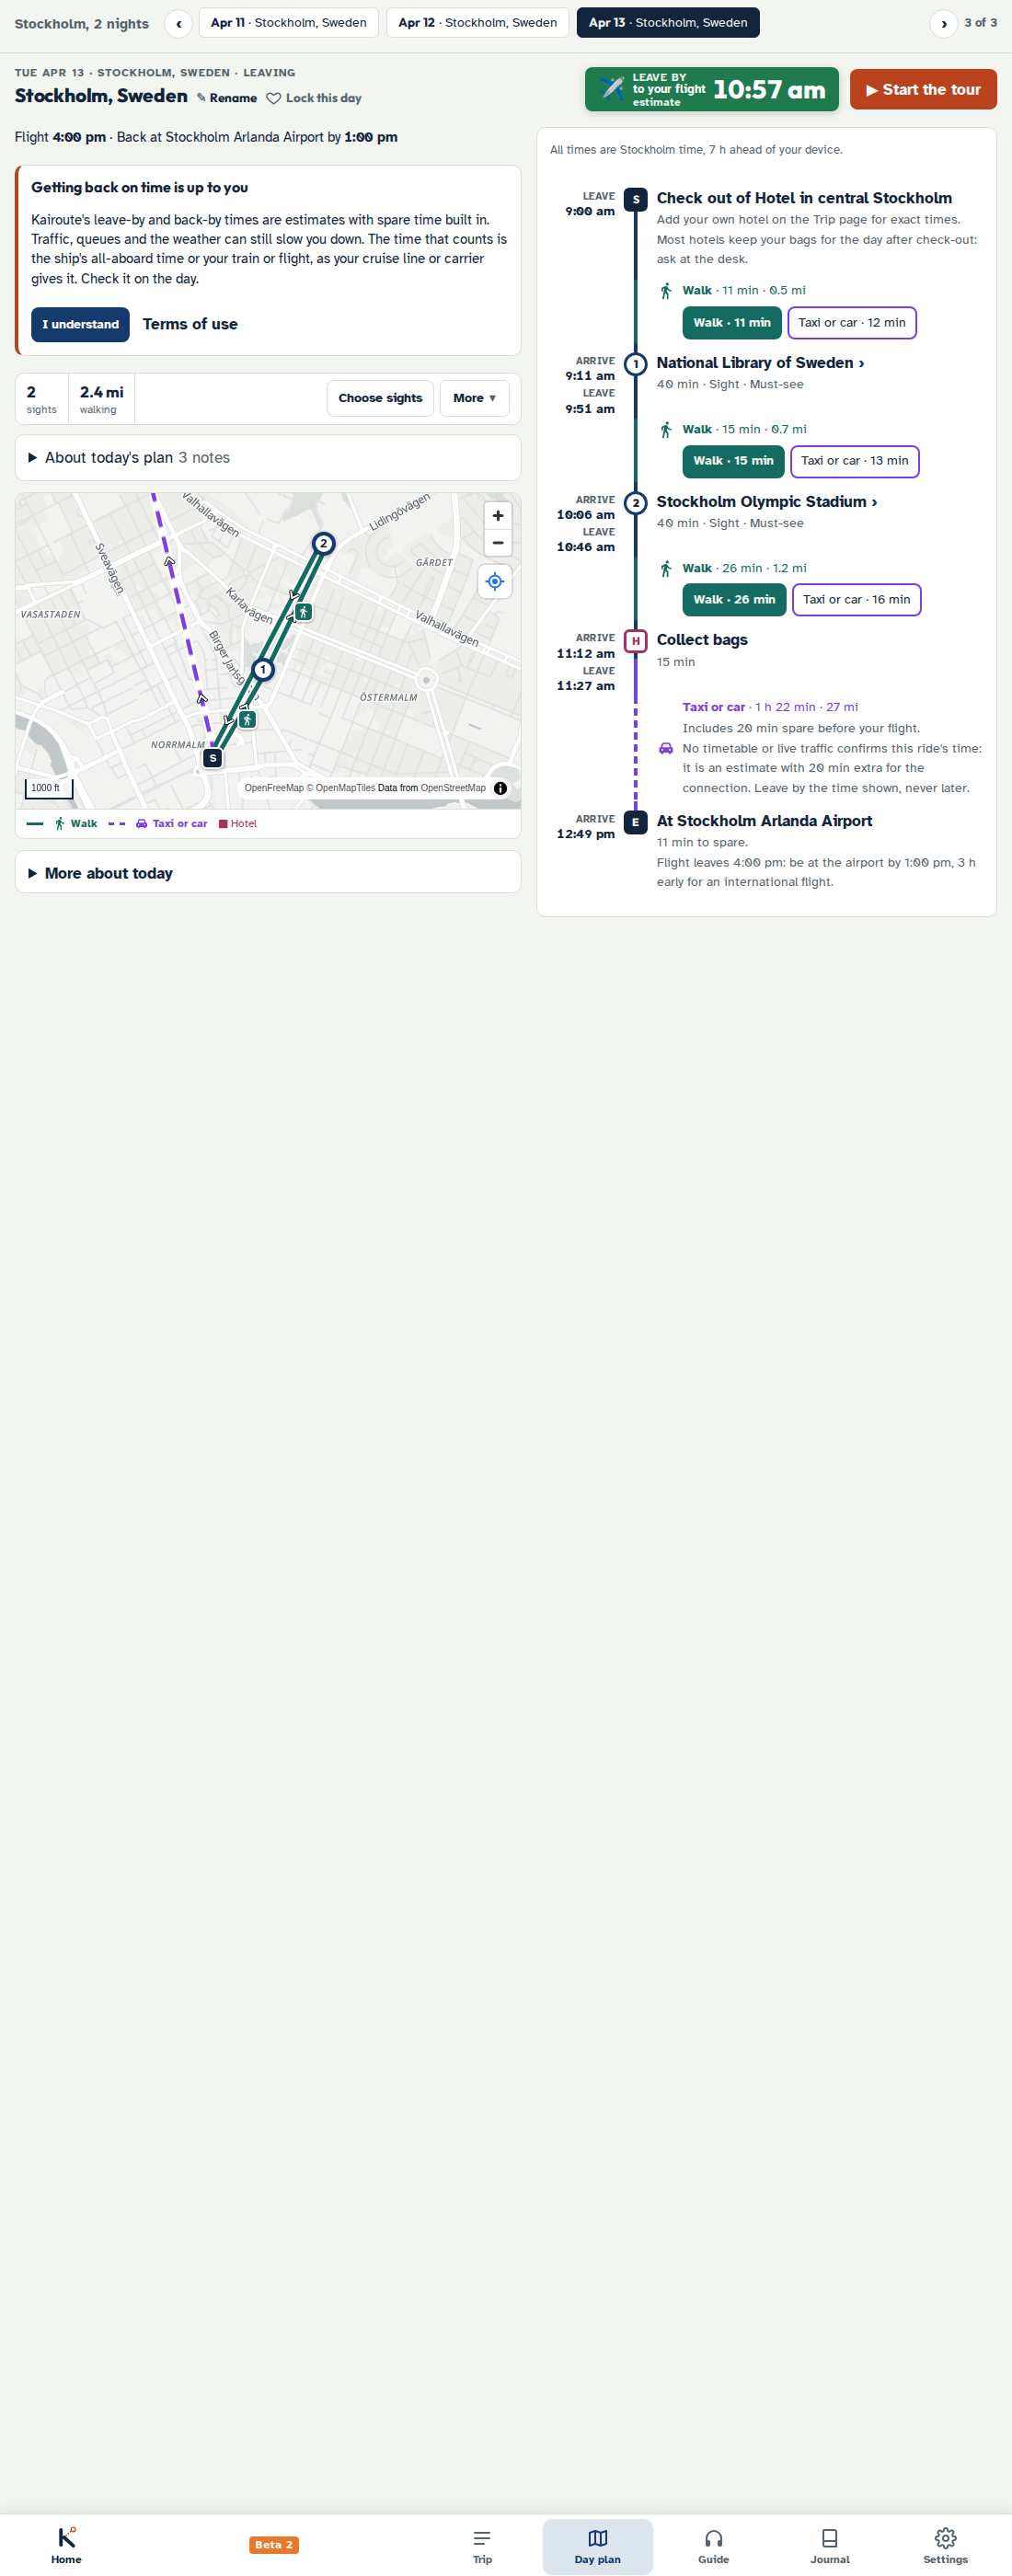 Stockholm, 2 nights
‹
Apr 11 · Stockholm, Sweden
Apr 12 · Stockholm, Sweden
Apr 13 · Stockholm, Sweden
›
3 of 3
TUE APR 13 · STOCKHOLM, SWEDEN · LEAVING
Stockholm, Sweden
✎ Rename
Lock this day
LEAVE BY
to your flight
estimate
10:57 am
▶ Start the tour
Flight 4:00 pm · Back at Stockholm Arlanda Airport by 1:00 pm
Getting back on time is up to you
Kairoute's leave-by and back-by times are estimates with spare time built in.
Traffic, queues and the weather can still slow you down. The time that counts is
the ship's all-aboard time or your train or flight, as your cruise line or carrier
gives it. Check it on the day.
I understand
Terms of use
2
sights
2.4 mi
walking
Choose sights
More ▼
▶ About today's plan 3 notes
Valhallavägen
Lidingövägen
Sveavägen
GÄRDET
VASASTADEN
Karlavägen
Valhallavägen
Birger Jarlsg
ÖSTERMALM
NORRMALM
2
1
S
+
−
1000 ft
OpenFreeMap © OpenMapTiles Data from OpenStreetMap
Walk
Taxi or car
Hotel
▶ More about today
All times are Stockholm time, 7 h ahead of your device.
LEAVE
9:00 am
S
Check out of Hotel in central Stockholm
Add your own hotel on the Trip page for exact times.
Most hotels keep your bags for the day after check-out:
ask at the desk.
Walk · 11 min · 0.5 mi
Walk · 11 min
Taxi or car · 12 min
ARRIVE
9:11 am
LEAVE
9:51 am
1
National Library of Sweden ›
40 min · Sight · Must-see
Walk · 15 min · 0.7 mi
Walk · 15 min
Taxi or car · 13 min
ARRIVE
10:06 am
LEAVE
10:46 am
2
Stockholm Olympic Stadium ›
40 min · Sight · Must-see
Walk · 26 min · 1.2 mi
Walk · 26 min
Taxi or car · 16 min
ARRIVE
11:12 am
LEAVE
11:27 am
H
Collect bags
15 min
Taxi or car · 1 h 22 min · 27 mi
Includes 20 min spare before your flight.
No timetable or live traffic confirms this ride's time:
it is an estimate with 20 min extra for the
connection. Leave by the time shown, never later.
ARRIVE
12:49 pm
E
At Stockholm Arlanda Airport
11 min to spare.
Flight leaves 4:00 pm: be at the airport by 1:00 pm, 3 h
early for an international flight.
Home
Beta 2
Trip
Day plan
Guide
Journal
Settings